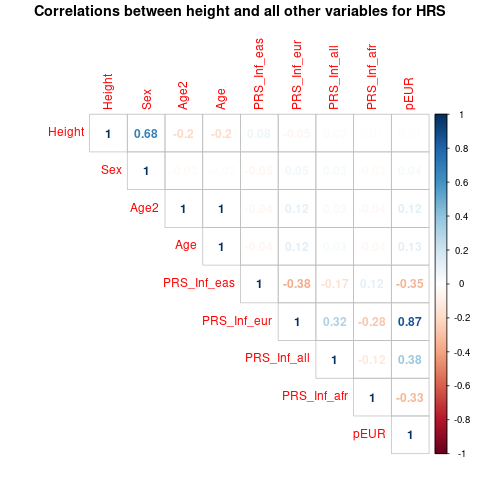 Correlations between height and all other variables for HRS
Height Sex Age2 Age PRS_Inf_eas PRS_Inf_eur PRS_Inf_all PRS_Inf_afr pEUR
Height 1 0.68 -0.2 -0.2 0.08 -0.05
Sex 1 -0.05 0.05
Age2 1 1 -0.04 0.12 0.12
Age 1 -0.04 0.12 0.13
PRS_Inf_eas 1 -0.38 -0.17 0.12 -0.35
PRS_Inf_eur 1 0.32 -0.28 0.87
PRS_Inf_all 1 -0.12 0.38
PRS_Inf_afr 1 -0.33
pEUR 1
1
0.8
0.6
0.4
0.2
0
-0.2
-0.4
-0.6
-0.8
-1